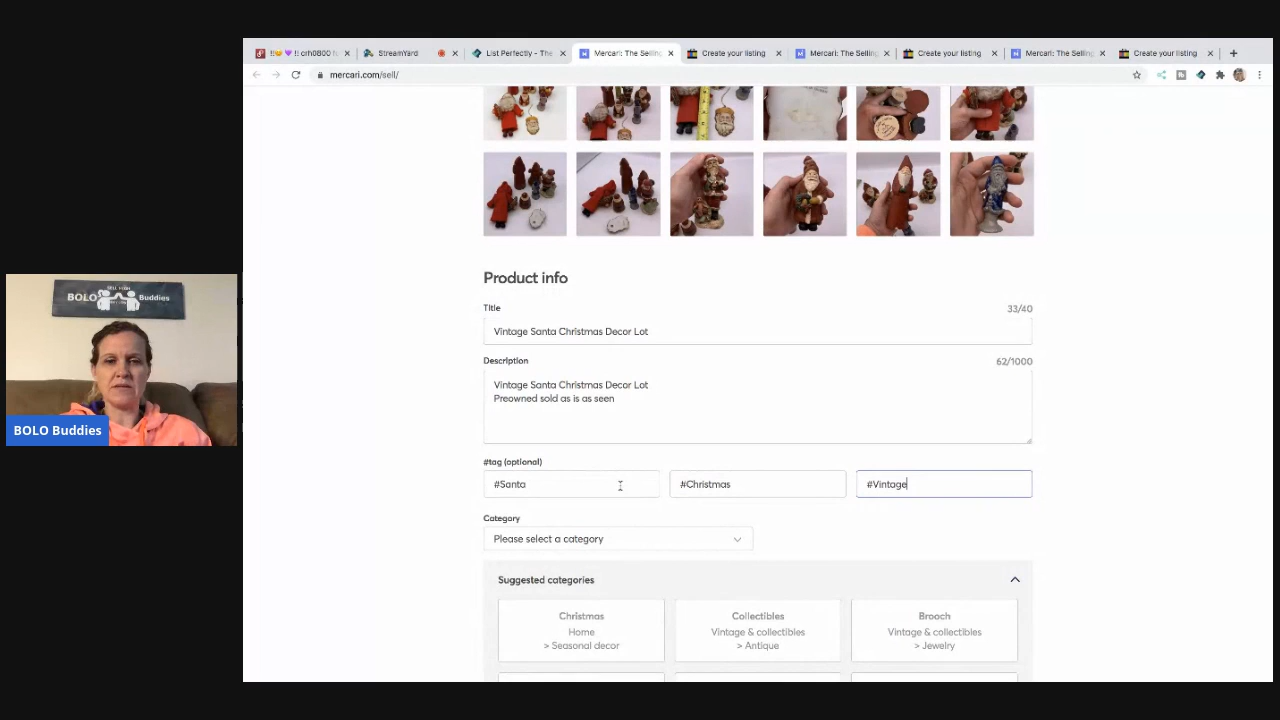 !!🧡 💜 !! crh0800 f
StreamYard
List Perfectly - The
Mercari: The Selling
Create your listing
Mercari: The Selling
Create your listing
Mercari: The Selling
Create your listing
mercari.com/sell/
Product info
Title
33/40
Vintage Santa Christmas Decor Lot
Description
62/1000
Vintage Santa Christmas Decor Lot
Preowned sold as is as seen
#tag (optional)
#Santa
#Christmas
#Vintage
Category
Please select a category
Suggested categories
Christmas
Home
> Seasonal decor
Collectibles
Vintage & collectibles
> Antique
Brooch
Vintage & collectibles
> Jewelry
SELL YOUR
BOLO Buddies
BOLO Buddies